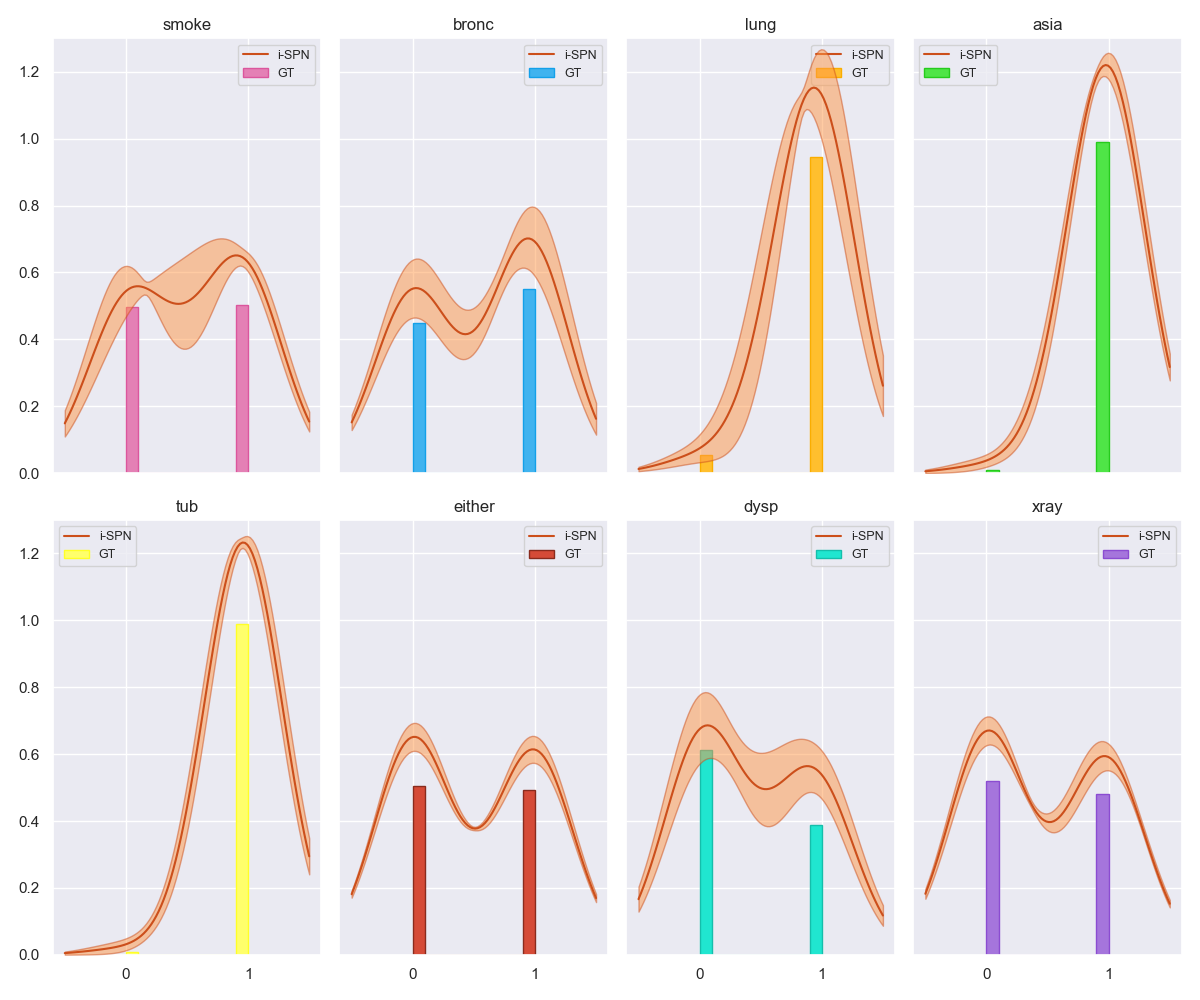 smoke
bronc
lung
asia
i-SPN
GT
i-SPN
GT
i-SPN
GT
i-SPN
GT
1.2
1.0
0.8
0.6
0.4
0.2
0.0
tub
either
dysp
xray
i-SPN
GT
i-SPN
GT
i-SPN
GT
i-SPN
GT
1.2
1.0
0.8
0.6
0.4
0.2
0.0
0 1
0 1
0 1
0 1